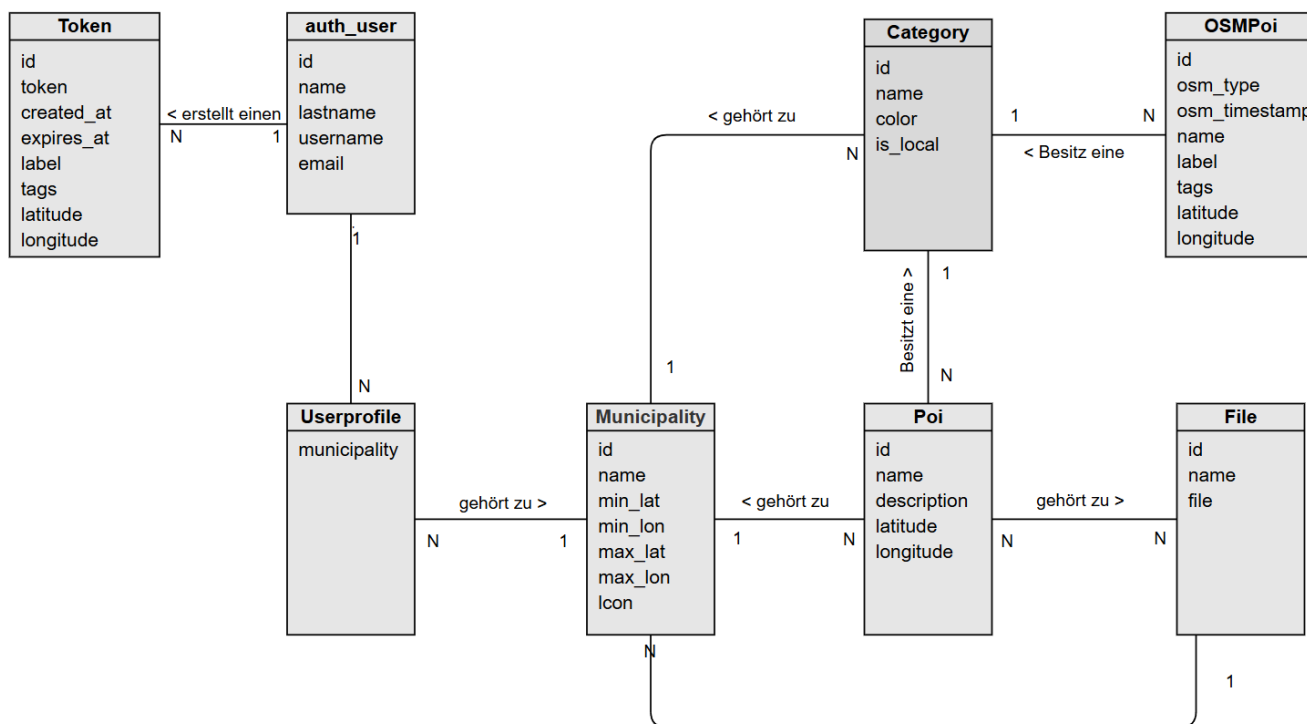 Token
id
token
created_at
expires_at
label
tags
latitude
longitude
< erstellt einen
N
1
auth_user
id
name
lastname
username
email
1
N
< gehört zu
N
1
Category
id
name
color
is_local
1
N
< Besitz eine
OSMPoi
id
osm_type
osm_timestamp
name
label
tags
latitude
longitude
Besitzt eine >
1
N
Userprofile
municipality
gehört zu >
N
1
Municipality
id
name
min_lat
min_lon
max_lat
max_lon
Icon
N
< gehört zu
1
N
Poi
id
name
description
latitude
longitude
gehört zu >
N
N
File
id
name
file
1